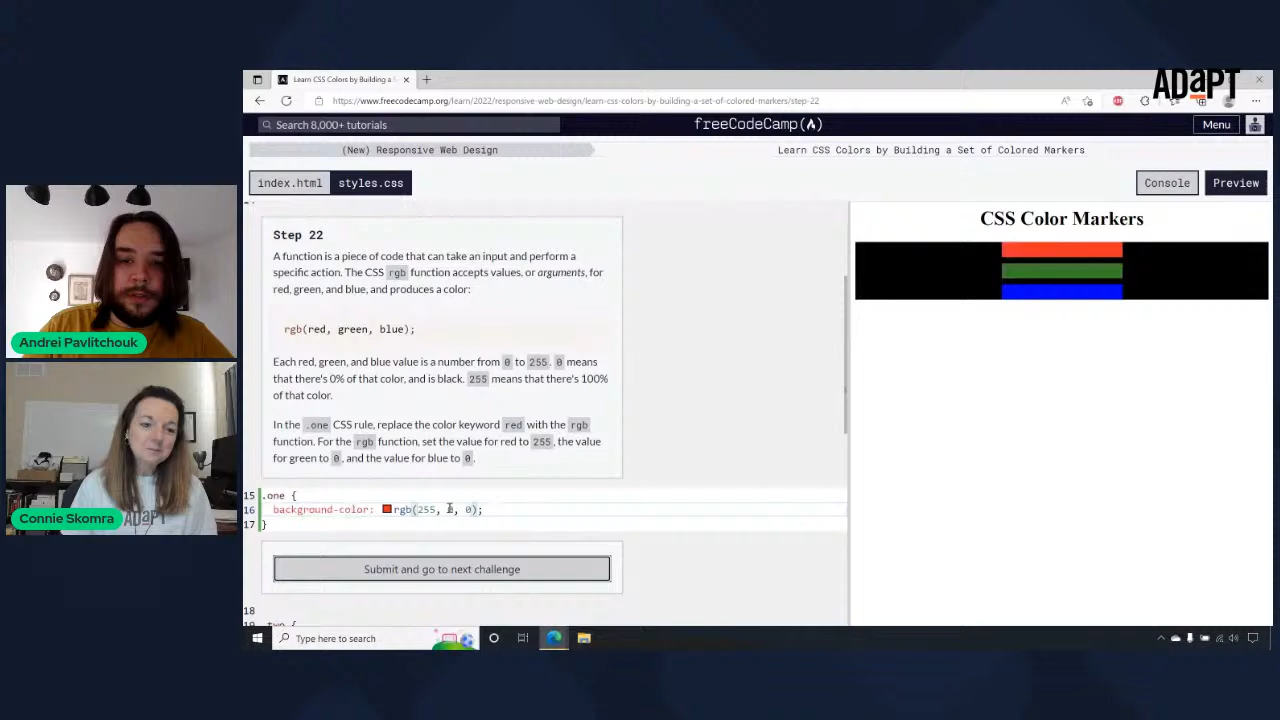 ADAPT
Learn CSS Colors by Building a S
https://www.freecodecamp.org/learn/2022/responsive-web-design/learn-css-colors-by-building-a-set-of-colored-markers/step-22
Search 8,000+ tutorials
freeCodeCamp
Menu
(New) Responsive Web Design
Learn CSS Colors by Building a Set of Colored Markers
index.html
styles.css
Console
Preview
Step 22
A function is a piece of code that can take an input and perform a
specific action. The CSS rgb function accepts values, or arguments, for
red, green, and blue, and produces a color:
rgb(red, green, blue);
Each red, green, and blue value is a number from 0 to 255. 0 means
that there's 0% of that color, and is black. 255 means that there's 100%
of that color.
In the .one CSS rule, replace the color keyword red with the rgb
function. For the rgb function, set the value for red to 255, the value
for green to 0, and the value for blue to 0.
15 .one {
16 background-color: rgb(255, , 0);
17 }
Submit and go to next challenge
18
CSS Color Markers
Andrei Pavlitchouk
Connie Skomra
ADAPT
Type here to search